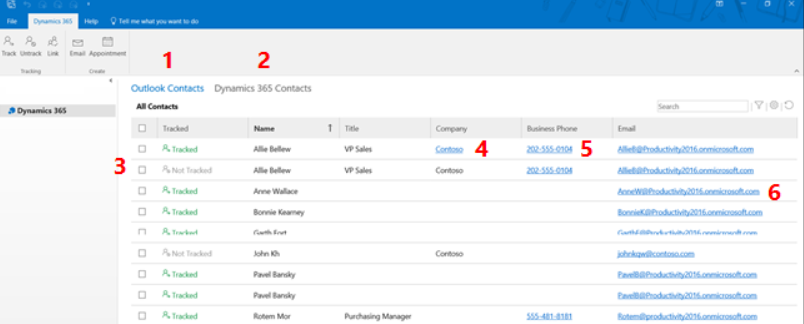 File Dynamics 365 Help Tell me what you want to do
Track Untrack Link Email Appointment
Tracking Create
1 2
Outlook Contacts Dynamics 365 Contacts
Dynamics 365
All Contacts Search
Tracked Name Title Company Business Phone Email
Tracked Allie Bellew VP Sales Contoso 4 202-555-0104 5 AllieB@Productivity2016.onmicrosoft.com
3 Not Tracked Allie Bellew VP Sales Contoso 202-555-0104 AllieB@Productivity2016.onmicrosoft.com
Tracked Anne Wallace AnneW@Productivity2016.onmicrosoft.com 6
Tracked Bonnie Kearney BonnieK@Productivity2016.onmicrosoft.com
Tracked Garth Fort GarthF@Productivity2016.onmicrosoft.com
Not Tracked John Kh Contoso johnkqw@contoso.com
Tracked Pavel Bansky PavelB@Productivity2016.onmicrosoft.com
Tracked Pavel Bansky PavelB@Productivity2016.onmicrosoft.com
Tracked Rotem Mor Purchasing Manager 555-481-8181 Rotem@Productivity2016.onmicrosoft.com